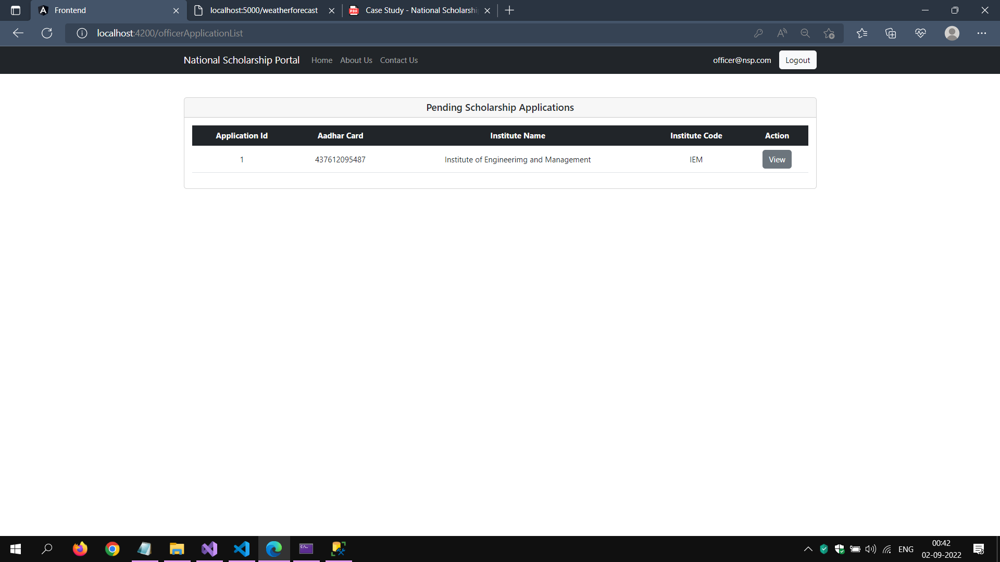 Frontend
localhost:5000/weatherforecast
Case Study - National Scholarshi
localhost:4200/officerApplicationList
National Scholarship Portal Home About Us Contact Us officer@nsp.com Logout
Pending Scholarship Applications
Application Id Aadhar Card Institute Name Institute Code Action
1 437612095487 Institute of Engineerimg and Management IEM View
ENG
00:42
02-09-2022